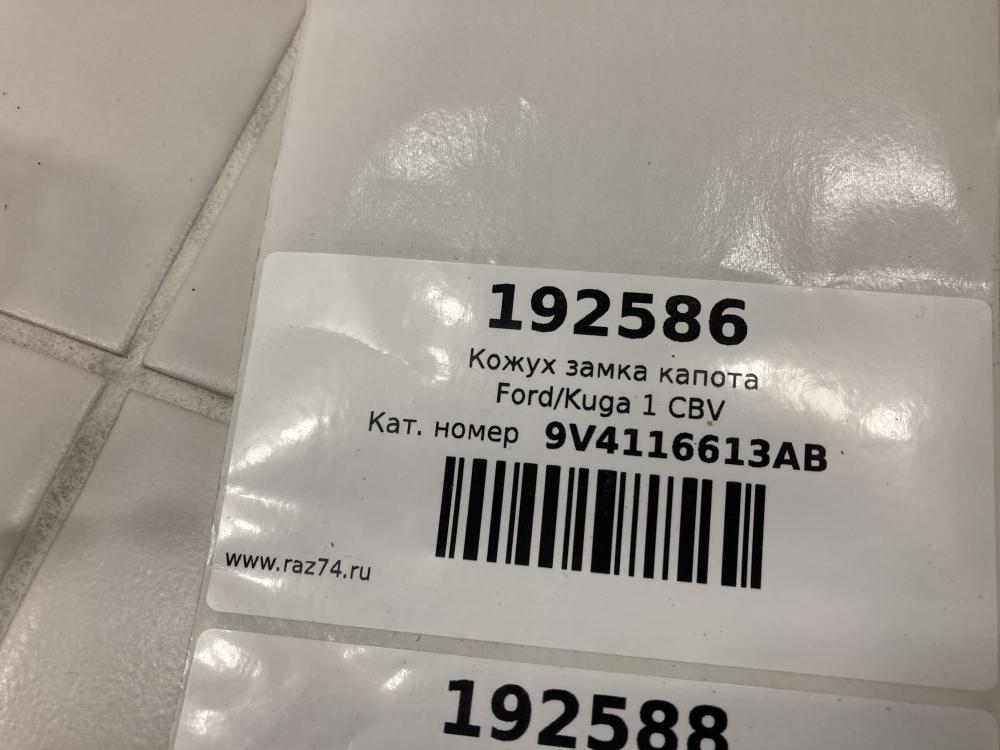 192586
Кожух замка капота
Ford/Kuga 1 CBV
Кат. номер 9V4116613AB
www.raz74.ru
192588